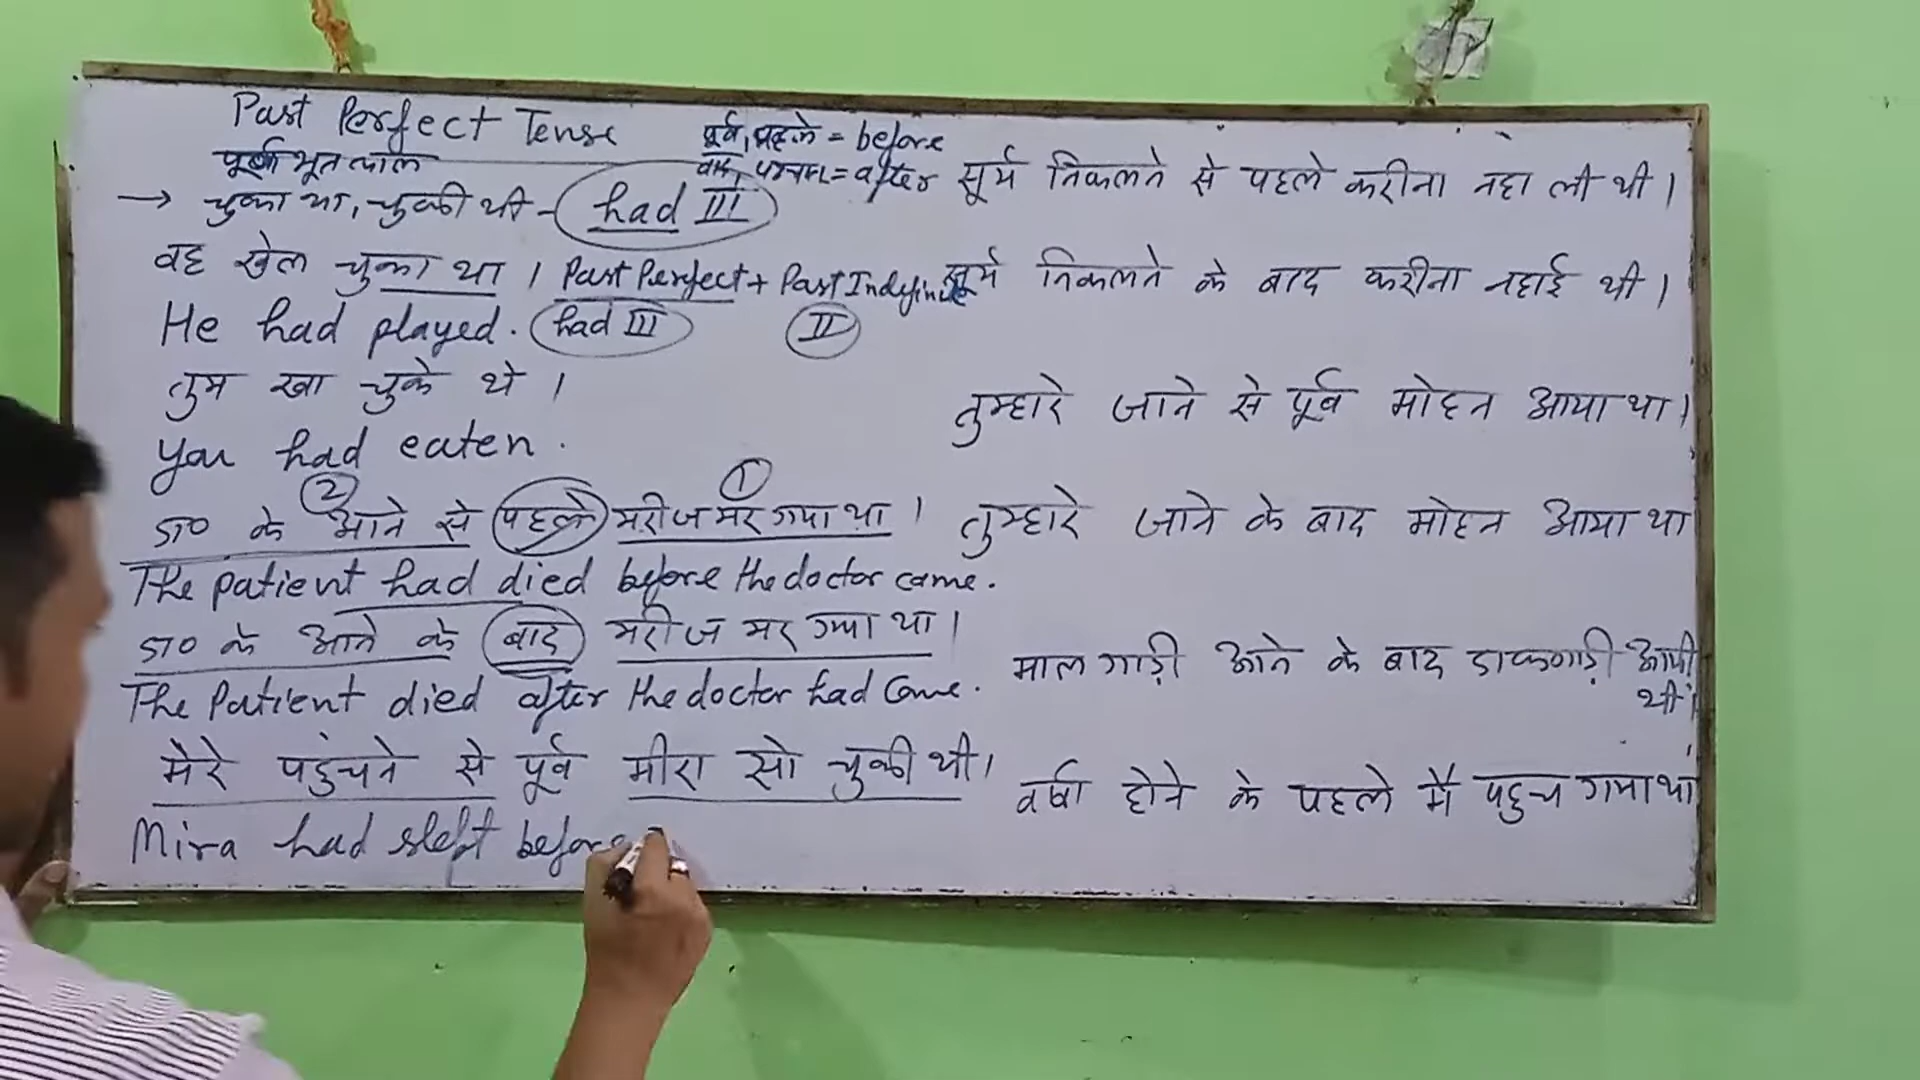 Past Perfect Tense
पूर्व, पहले = before
पूर्ण भूतकाल
बाद, पश्चात = after
→ चुका था, चुकी थी - had III
वह खेल चुका था । Past Perfect + Past Indefinite
He had played. had III II
तुम खा चुके थे ।
You had eaten.
2 1
डा० के आने से पहले मरीज मर गया था ।
The patient had died before the doctor came.
डा० के आने के बाद मरीज मर गया था ।
The Patient died after the doctor had Come.
मेरे पहुंचने से पूर्व मीरा सो चुकी थी ।
Mira had slept before
सूर्य निकलने से पहले करीना नहा ली थी ।
सूर्य निकलने के बाद करीना नहाई थी ।
तुम्हारे जाने से पूर्व मोहन आया था ।
तुम्हारे जाने के बाद मोहन आया था
माल गाड़ी आने के बाद डाकगाड़ी आयी
थी ।
वर्षा होने के पहले मैं पहुच गया था